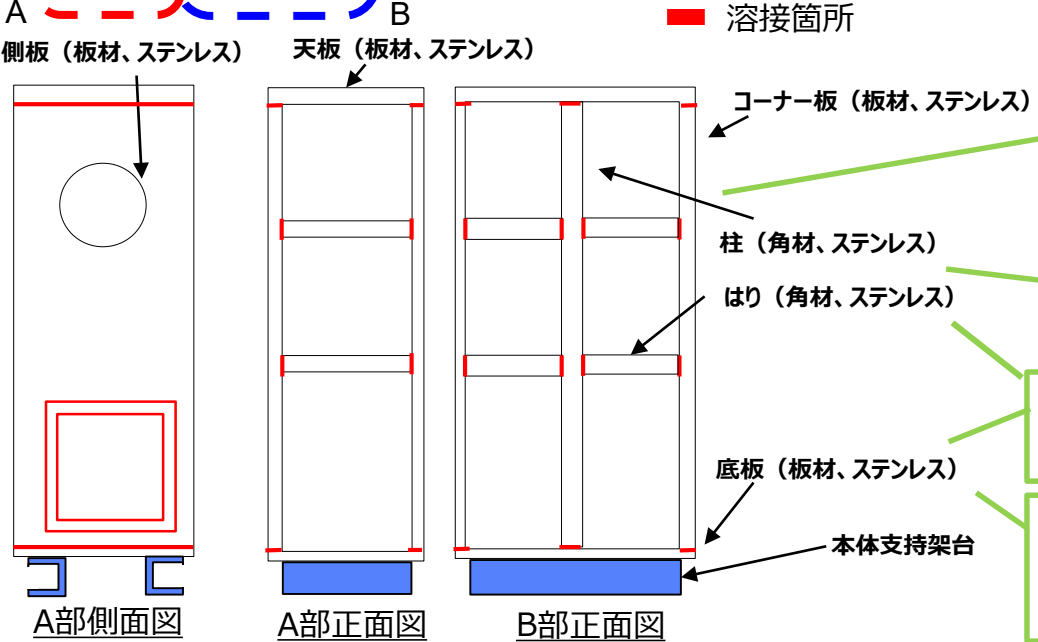 A
B
溶接箇所
側板（板材、ステンレス）
天板（板材、ステンレス）
コーナー板（板材、ステンレス）
柱（角材、ステンレス）
はり（角材、ステンレス）
底板（板材、ステンレス）
本体支持架台
A部側面図
A部正面図
B部正面図